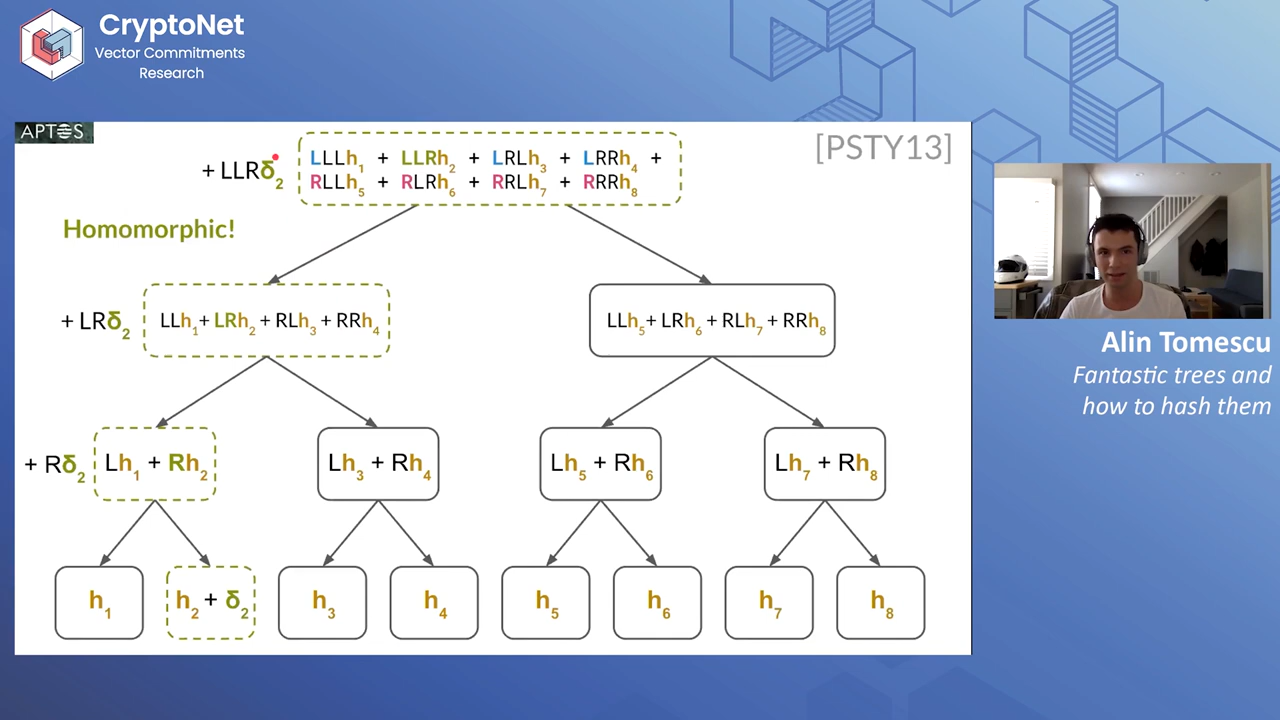 CryptoNet
Vector Commitments
Research
APTOS
[PSTY13]
+ LLRδ₂
LLLh₁ + LLRh₂ + LRLh₃ + LRRh₄ +
RLLh₅ + RLRh₆ + RRLh₇ + RRRh₈
Homomorphic!
+ LRδ₂
LLh₁+ LRh₂ + RLh₃ + RRh₄
LLh₅+ LRh₆ + RLh₇ + RRh₈
+ Rδ₂
Lh₁ + Rh₂
Lh₃ + Rh₄
Lh₅ + Rh₆
Lh₇ + Rh₈
h₁
h₂ + δ₂
h₃
h₄
h₅
h₆
h₇
h₈
Alin Tomescu
Fantastic trees and
how to hash them